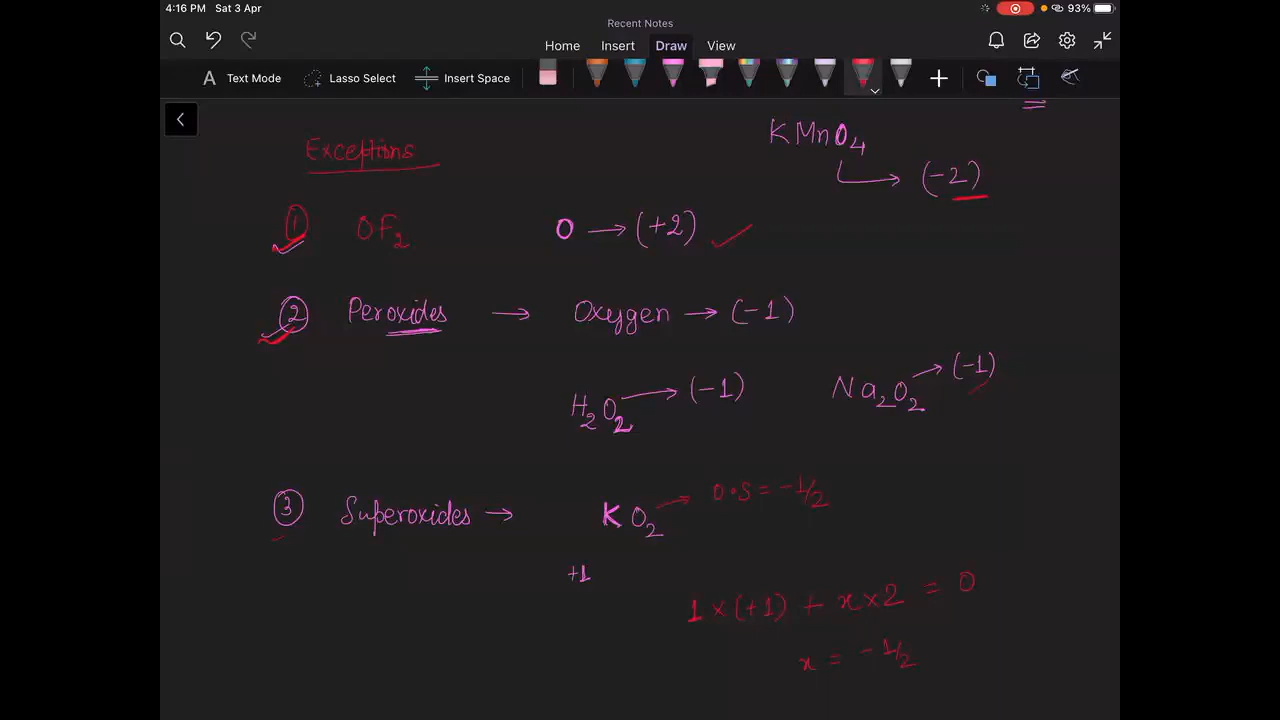 4:16 PM Sat 3 Apr
93%
Recent Notes
Home Insert Draw View
A Text Mode Lasso Select Insert Space
Exceptions
KMnO4
(-2)
1 OF2 O → (+2)
2 Peroxides → Oxygen → (-1)
H2O2 → (-1) Na2O2 → (-1)
3 Superoxides → KO2 → O.S = -1/2
+1
1 × (+1) + x × 2 = 0
x = -1/2